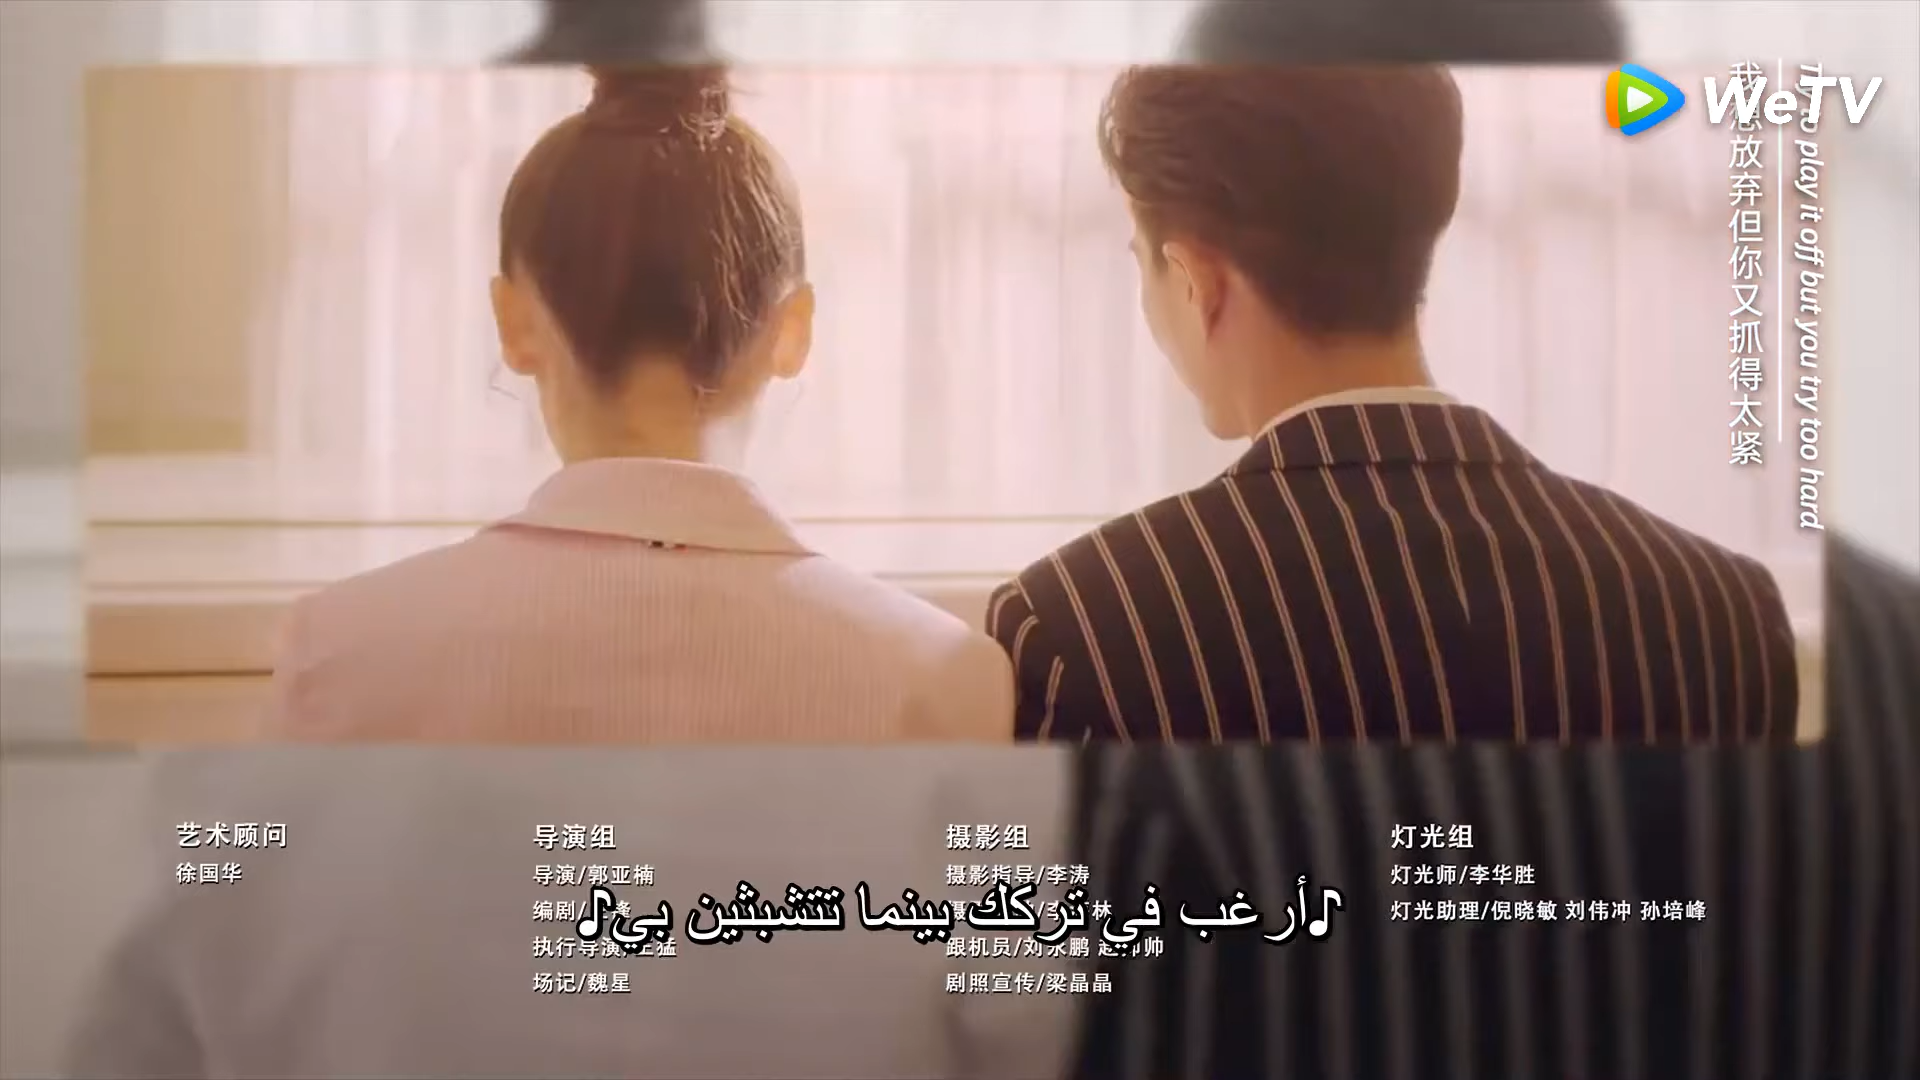 WeTV
Try to play it off but you try too hard
我想放弃但你又抓得太紧
艺术顾问
徐国华
导演组
导演/郭亚楠
编剧/
执行导演/王猛
场记/魏星
摄影组
摄影指导/李涛
跟机员/刘永鹏
剧照宣传/梁晶晶
灯光组
灯光师/李华胜
灯光助理/倪晓敏 刘伟冲 孙培峰
♪أرغب في تركك بينما تتشبثين بي♪